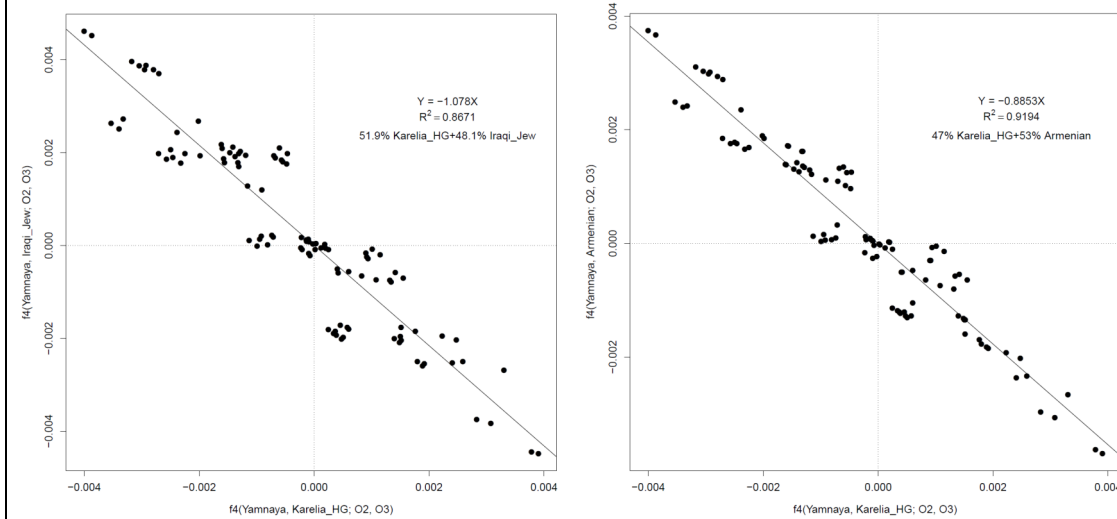 0.004
0.002
0.000
−0.002
−0.004
f4(Yamnaya, Iraqi_Jew; O2, O3)
Y = −1.078X
R² = 0.8671
51.9% Karelia_HG+48.1% Iraqi_Jew
−0.004
−0.002
0.000
0.002
0.004
f4(Yamnaya, Karelia_HG; O2, O3)
0.004
0.002
0.000
−0.002
f4(Yamnaya, Armenian; O2, O3)
Y = −0.8853X
R² = 0.9194
47% Karelia_HG+53% Armenian
−0.004
−0.002
0.000
0.002
0.004
f4(Yamnaya, Karelia_HG; O2, O3)